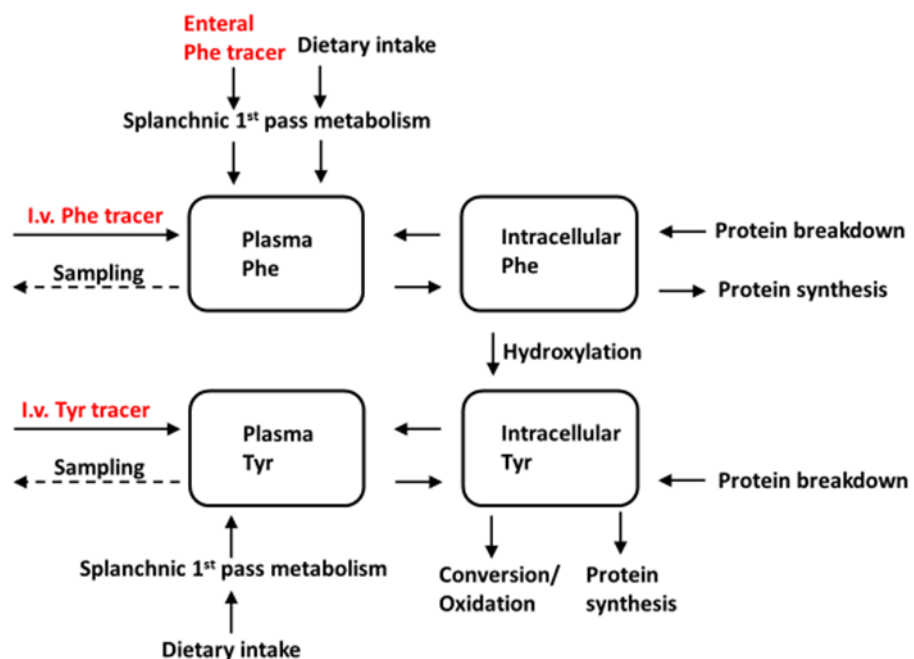 Enteral
Phe tracer
Dietary intake
Splanchnic 1st pass metabolism
I.v. Phe tracer
Sampling
Plasma
Phe
Intracellular
Phe
Protein breakdown
Protein synthesis
Hydroxylation
I.v. Tyr tracer
Sampling
Plasma
Tyr
Intracellular
Tyr
Protein breakdown
Splanchnic 1st pass metabolism
Conversion/
Oxidation
Protein
synthesis
Dietary intake